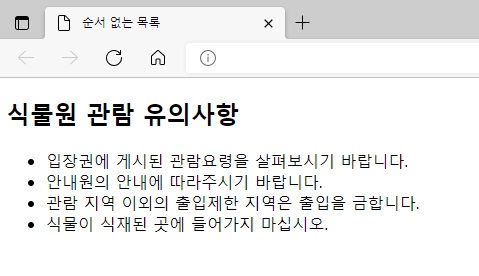 순서 없는 목록
식물원 관람 유의사항
입장권에 게시된 관람요령을 살펴보시기 바랍니다.
안내원의 안내에 따라주시기 바랍니다.
관람 지역 이외의 출입제한 지역은 출입을 금합니다.
식물이 식재된 곳에 들어가지 마십시오.